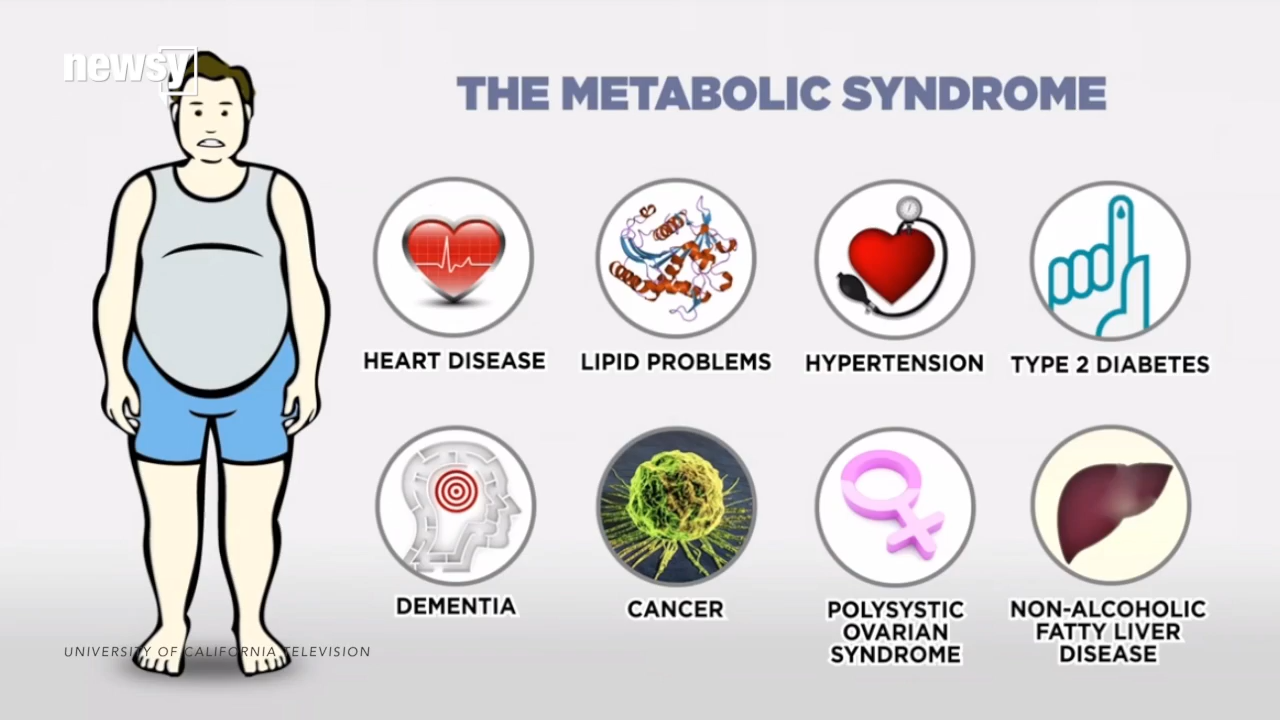 newsy
THE METABOLIC SYNDROME
HEART DISEASE
LIPID PROBLEMS
HYPERTENSION
TYPE 2 DIABETES
DEMENTIA
CANCER
POLYSYSTIC
OVARIAN
SYNDROME
NON-ALCOHOLIC
FATTY LIVER
DISEASE
UNIVERSITY OF CALIFORNIA TELEVISION